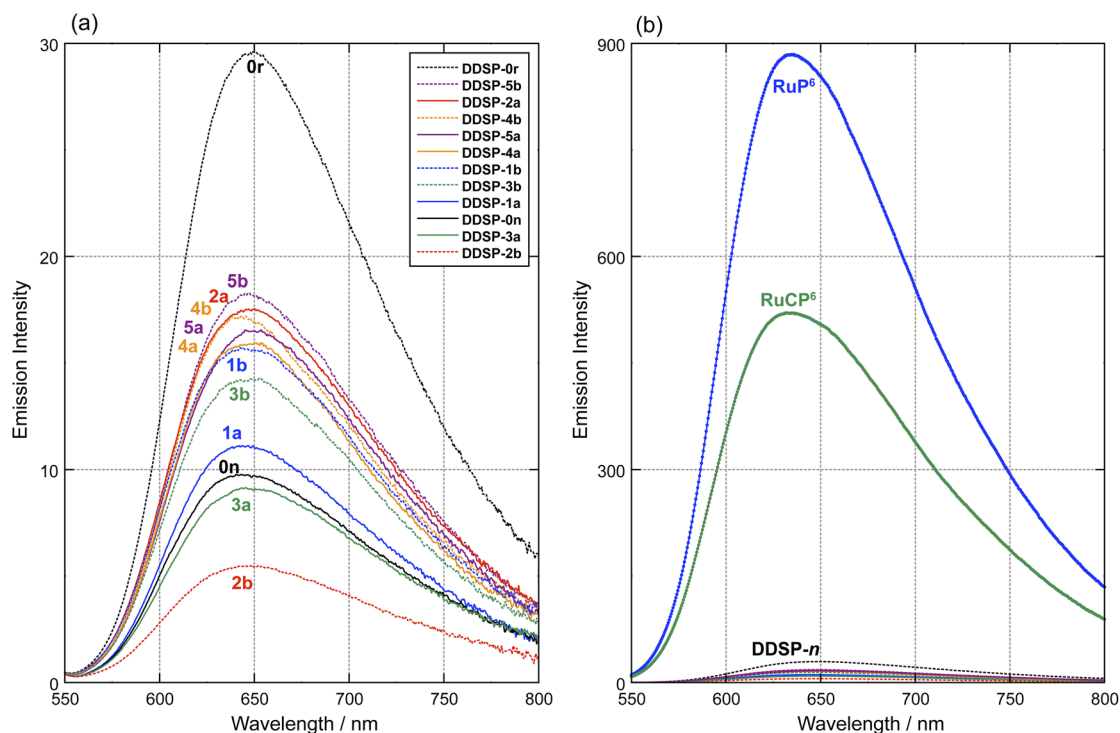 (a)
30
20
10
0
Emission Intensity
550
600
650
700
750
800
Wavelength / nm
0r
5b
2a
4b
5a
4a
1b
3b
1a
0n
3a
2b
DDSP-0r
DDSP-5b
DDSP-2a
DDSP-4b
DDSP-5a
DDSP-4a
DDSP-1b
DDSP-3b
DDSP-1a
DDSP-0n
DDSP-3a
DDSP-2b
(b)
900
600
300
0
Emission Intensity
550
600
650
700
750
800
Wavelength / nm
RuP⁶
RuCP⁶
DDSP-n